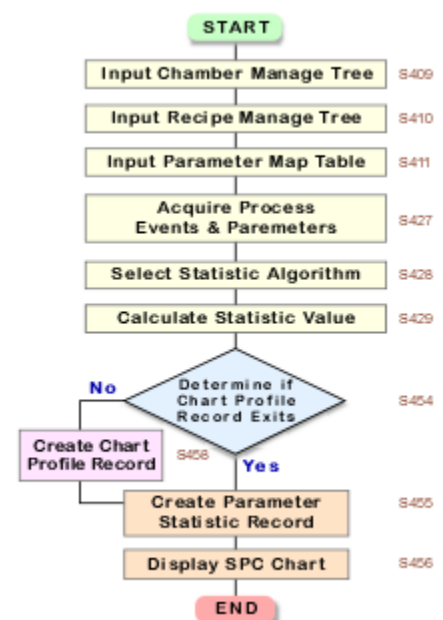 START
Input Chamber Manage Tree S409
Input Recipe Manage Tree S410
Input Parameter Map Table S411
Acquire Process
Events & Paremeters S427
Select Statistic Algorithm S428
Calculate Statistic Value S429
Determine if
Chart Profile
Record Exits S454
No
Create Chart
Profile Record S458
Yes
Create Parameter
Statistic Record S455
Display SPC Chart S456
END